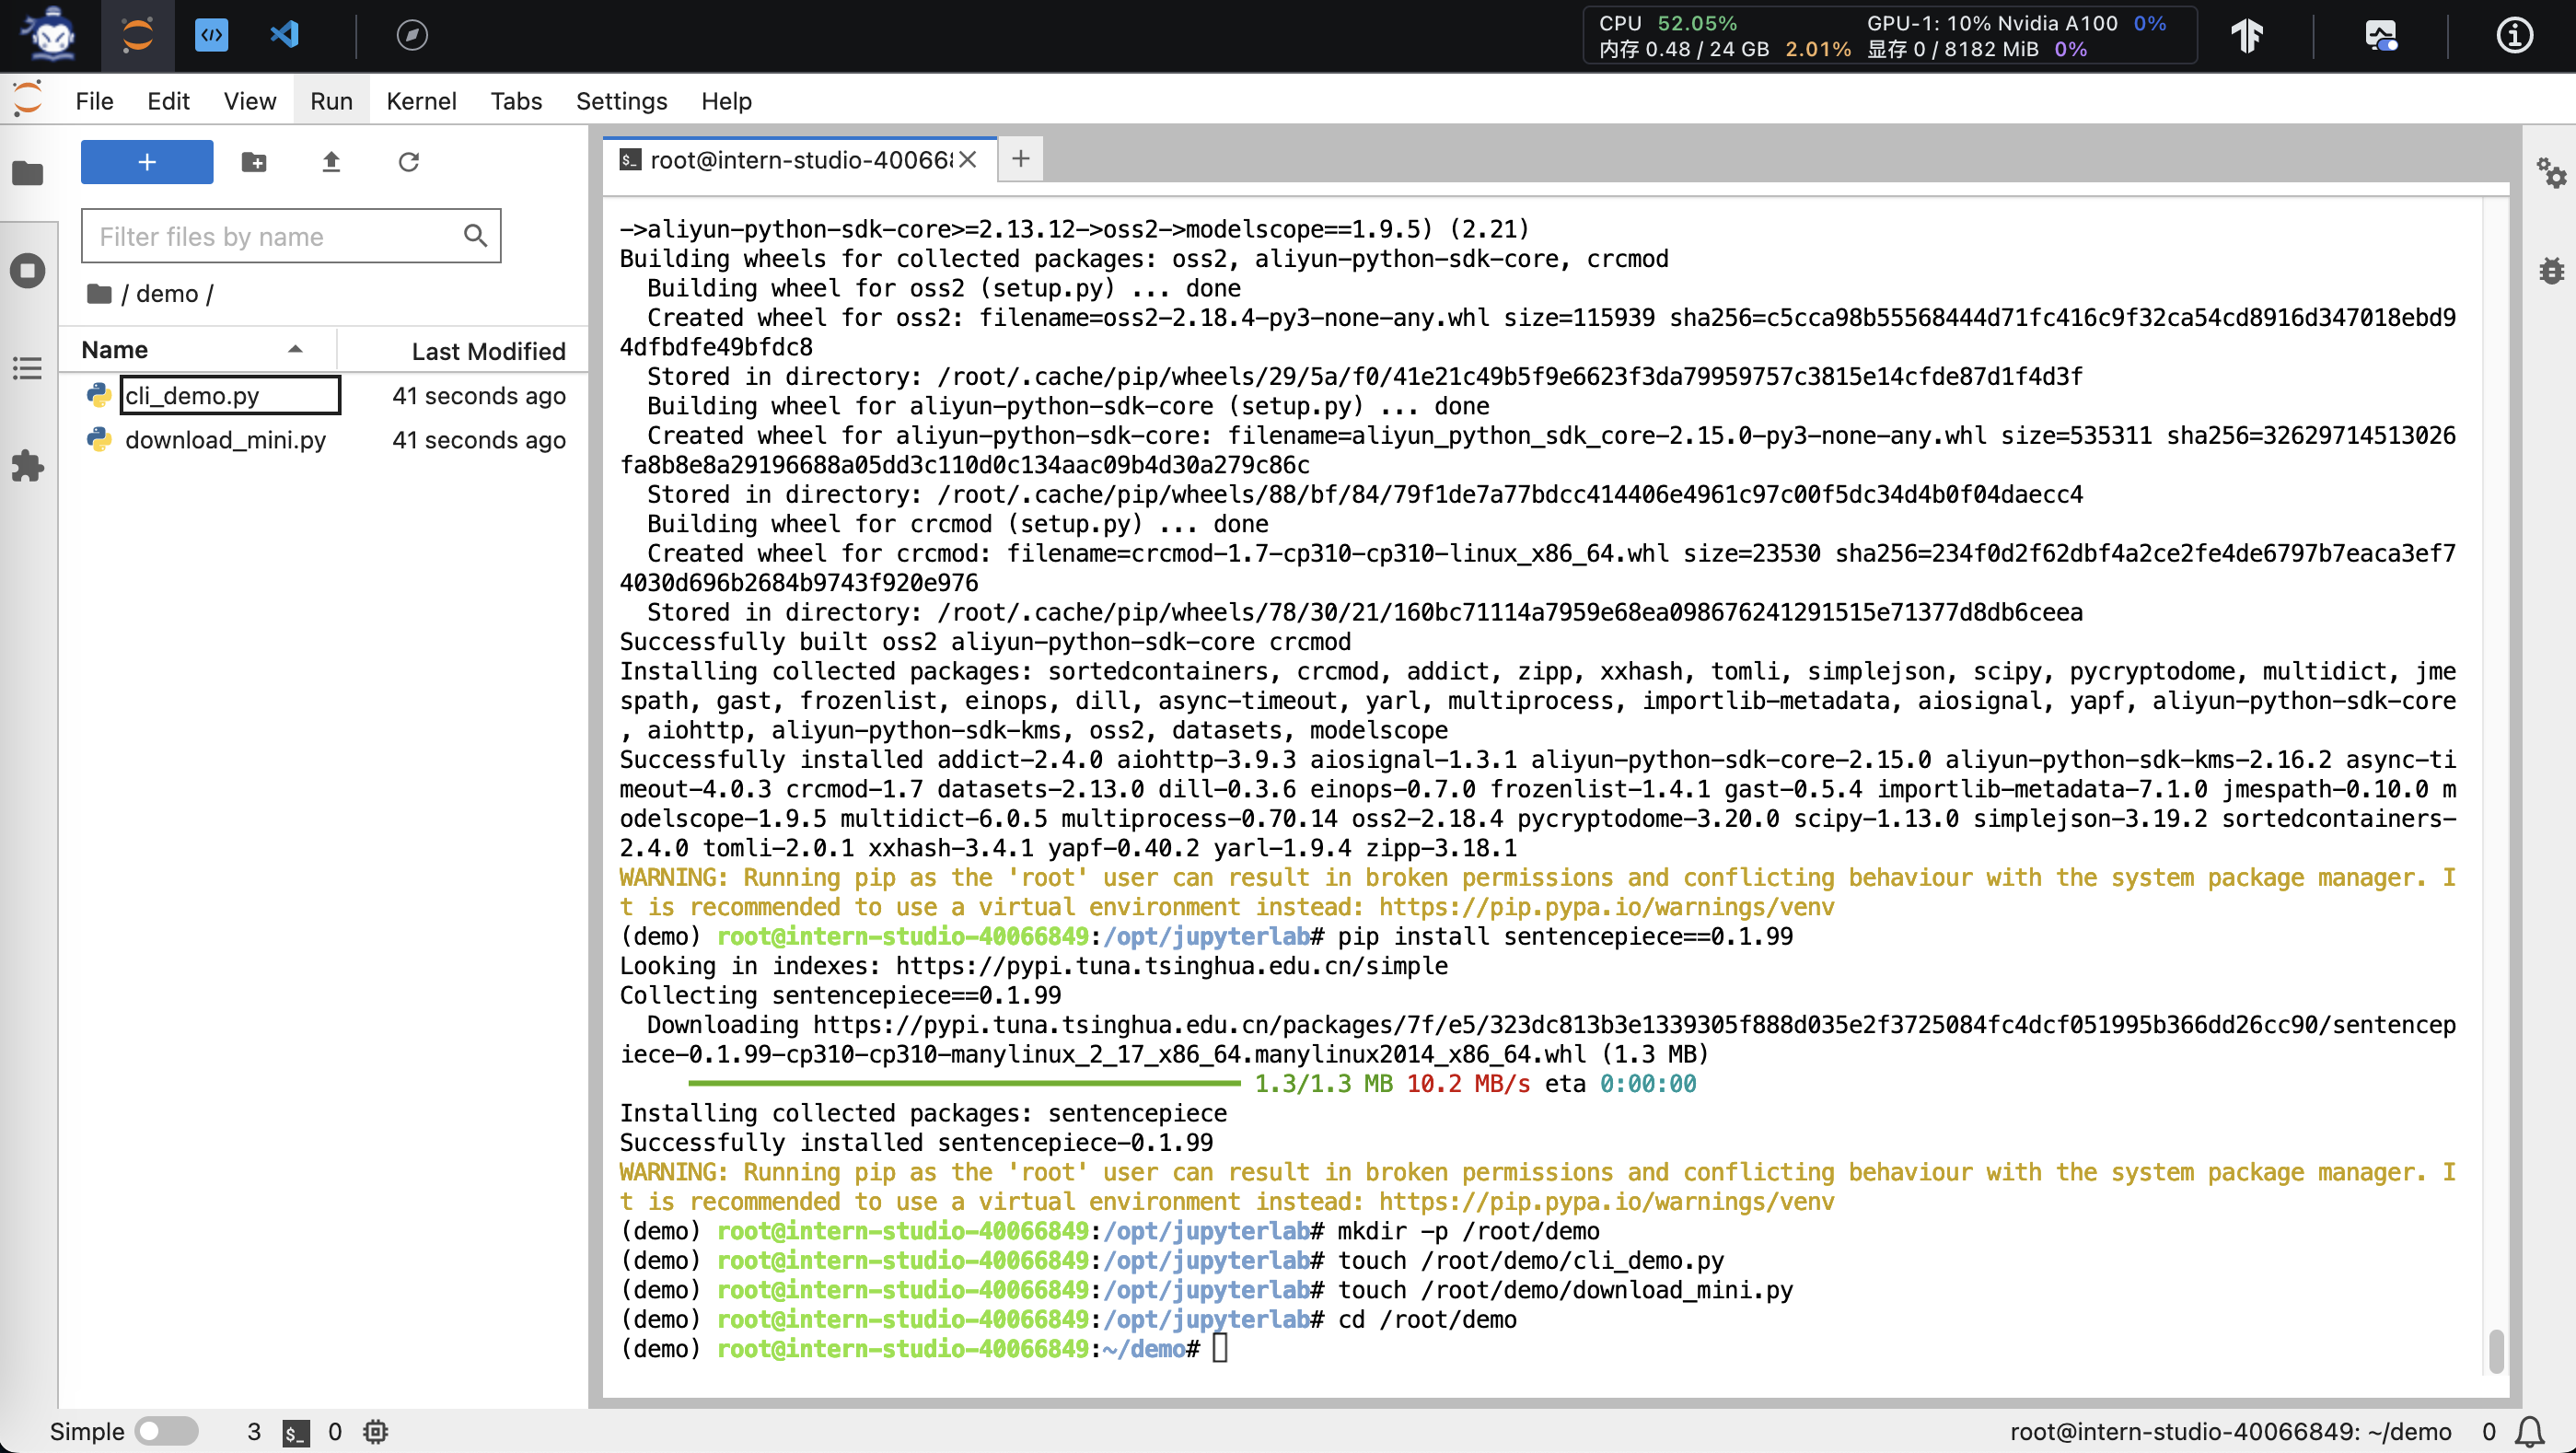 CPU 52.05% GPU-1: 10% Nvidia A100 0%
内存 0.48 / 24 GB 2.01% 显存 0 / 8182 MiB 0%
File Edit View Run Kernel Tabs Settings Help
+
Filter files by name
/ demo /
Name Last Modified
cli_demo.py 41 seconds ago
download_mini.py 41 seconds ago
root@intern-studio-40066
->aliyun-python-sdk-core>=2.13.12->oss2->modelscope==1.9.5) (2.21)
Building wheels for collected packages: oss2, aliyun-python-sdk-core, crcmod
  Building wheel for oss2 (setup.py) ... done
  Created wheel for oss2: filename=oss2-2.18.4-py3-none-any.whl size=115939 sha256=c5cca98b55568444d71fc416c9f32ca54cd8916d347018ebd9
4dfbdfe49bfdc8
  Stored in directory: /root/.cache/pip/wheels/29/5a/f0/41e21c49b5f9e6623f3da79959757c3815e14cfde87d1f4d3f
  Building wheel for aliyun-python-sdk-core (setup.py) ... done
  Created wheel for aliyun-python-sdk-core: filename=aliyun_python_sdk_core-2.15.0-py3-none-any.whl size=535311 sha256=32629714513026
fa8b8e8a29196688a05dd3c110d0c134aac09b4d30a279c86c
  Stored in directory: /root/.cache/pip/wheels/88/bf/84/79f1de7a77bdcc414406e4961c97c00f5dc34d4b0f04daecc4
  Building wheel for crcmod (setup.py) ... done
  Created wheel for crcmod: filename=crcmod-1.7-cp310-cp310-linux_x86_64.whl size=23530 sha256=234f0d2f62dbf4a2ce2fe4de6797b7eaca3ef7
4030d696b2684b9743f920e976
  Stored in directory: /root/.cache/pip/wheels/78/30/21/160bc71114a7959e68ea098676241291515e71377d8db6ceea
Successfully built oss2 aliyun-python-sdk-core crcmod
Installing collected packages: sortedcontainers, crcmod, addict, zipp, xxhash, tomli, simplejson, scipy, pycryptodome, multidict, jme
spath, gast, frozenlist, einops, dill, async-timeout, yarl, multiprocess, importlib-metadata, aiosignal, yapf, aliyun-python-sdk-core
, aiohttp, aliyun-python-sdk-kms, oss2, datasets, modelscope
Successfully installed addict-2.4.0 aiohttp-3.9.3 aiosignal-1.3.1 aliyun-python-sdk-core-2.15.0 aliyun-python-sdk-kms-2.16.2 async-ti
meout-4.0.3 crcmod-1.7 datasets-2.13.0 dill-0.3.6 einops-0.7.0 frozenlist-1.4.1 gast-0.5.4 importlib-metadata-7.1.0 jmespath-0.10.0 m
odelscope-1.9.5 multidict-6.0.5 multiprocess-0.70.14 oss2-2.18.4 pycryptodome-3.20.0 scipy-1.13.0 simplejson-3.19.2 sortedcontainers-
2.4.0 tomli-2.0.1 xxhash-3.4.1 yapf-0.40.2 yarl-1.9.4 zipp-3.18.1
WARNING: Running pip as the 'root' user can result in broken permissions and conflicting behaviour with the system package manager. I
t is recommended to use a virtual environment instead: https://pip.pypa.io/warnings/venv
(demo) root@intern-studio-40066849:/opt/jupyterlab# pip install sentencepiece==0.1.99
Looking in indexes: https://pypi.tuna.tsinghua.edu.cn/simple
Collecting sentencepiece==0.1.99
  Downloading https://pypi.tuna.tsinghua.edu.cn/packages/7f/e5/323dc813b3e1339305f888d035e2f3725084fc4dcf051995b366dd26cc90/sentencep
iece-0.1.99-cp310-cp310-manylinux_2_17_x86_64.manylinux2014_x86_64.whl (1.3 MB)
1.3/1.3 MB 10.2 MB/s eta 0:00:00
Installing collected packages: sentencepiece
Successfully installed sentencepiece-0.1.99
WARNING: Running pip as the 'root' user can result in broken permissions and conflicting behaviour with the system package manager. I
t is recommended to use a virtual environment instead: https://pip.pypa.io/warnings/venv
(demo) root@intern-studio-40066849:/opt/jupyterlab# mkdir -p /root/demo
(demo) root@intern-studio-40066849:/opt/jupyterlab# touch /root/demo/cli_demo.py
(demo) root@intern-studio-40066849:/opt/jupyterlab# touch /root/demo/download_mini.py
(demo) root@intern-studio-40066849:/opt/jupyterlab# cd /root/demo
(demo) root@intern-studio-40066849:~/demo#
Simple 3 $_ 0 root@intern-studio-40066849: ~/demo 0